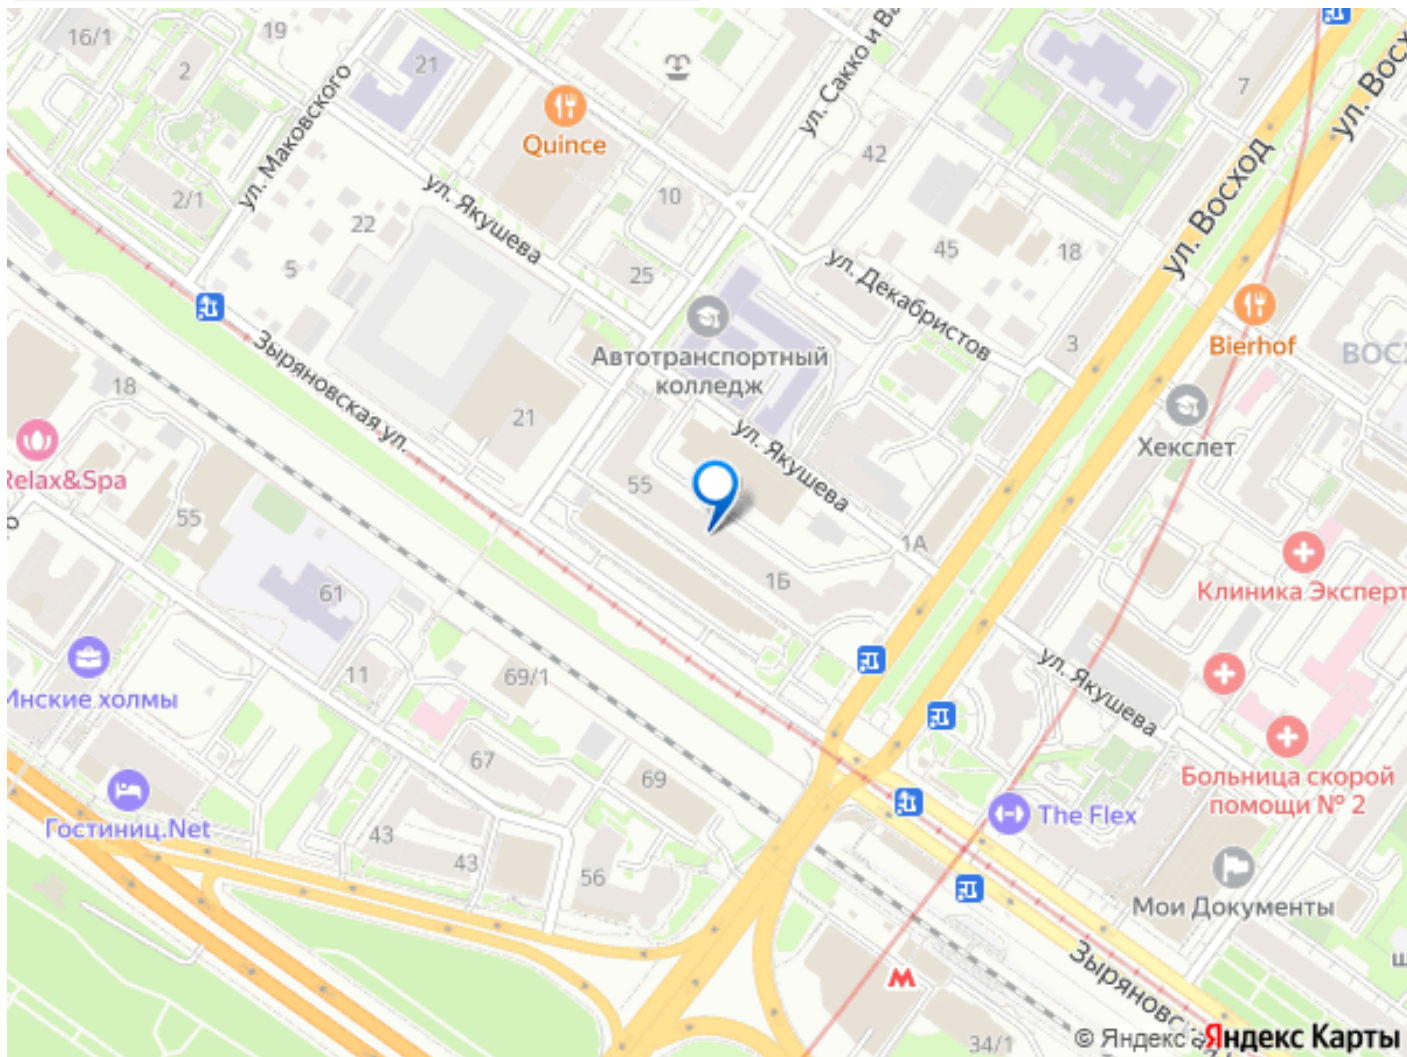 16/1
19
2
21
7
ул. Восход
ул. Маковского
Quince
ул. Сакко и Ва
42
2/1
ул. Якушева
10
22
5
25
45
18
ул. Восход
ул. Декабристов
Bierhof
3
ВОСХ
Зыряновская ул.
Автотранспортный
колледж
18
21
Хекслет
Relax&Spa
ул. Якушева
55
55
1А
1Б
61
Клиника Эксперт
11
69/1
Инские холмы
ул. Якушева
67
69
Больница скорой
помощи № 2
Гостиниц.Net
The Flex
43
43
56
Мои Документы
Зыряновс
34/1
© Яндекс
Яндекс Карты